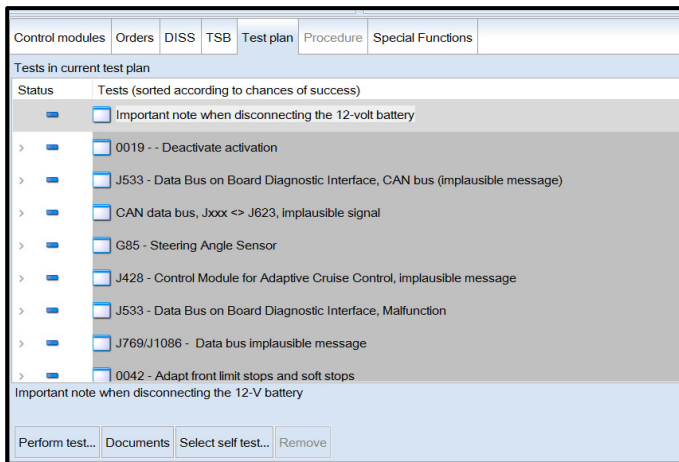 Control modules Orders DISS TSB Test plan Procedure Special Functions
Tests in current test plan
Status Tests (sorted according to chances of success)
Important note when disconnecting the 12-volt battery
0019 - - Deactivate activation
J533 - Data Bus on Board Diagnostic Interface, CAN bus (implausible message)
CAN data bus, Jxxx <> J623, implausible signal
G85 - Steering Angle Sensor
J428 - Control Module for Adaptive Cruise Control, implausible message
J533 - Data Bus on Board Diagnostic Interface, Malfunction
J769/J1086 - Data bus implausible message
0042 - Adapt front limit stops and soft stops
Important note when disconnecting the 12-V battery
Perform test... Documents Select self test... Remove